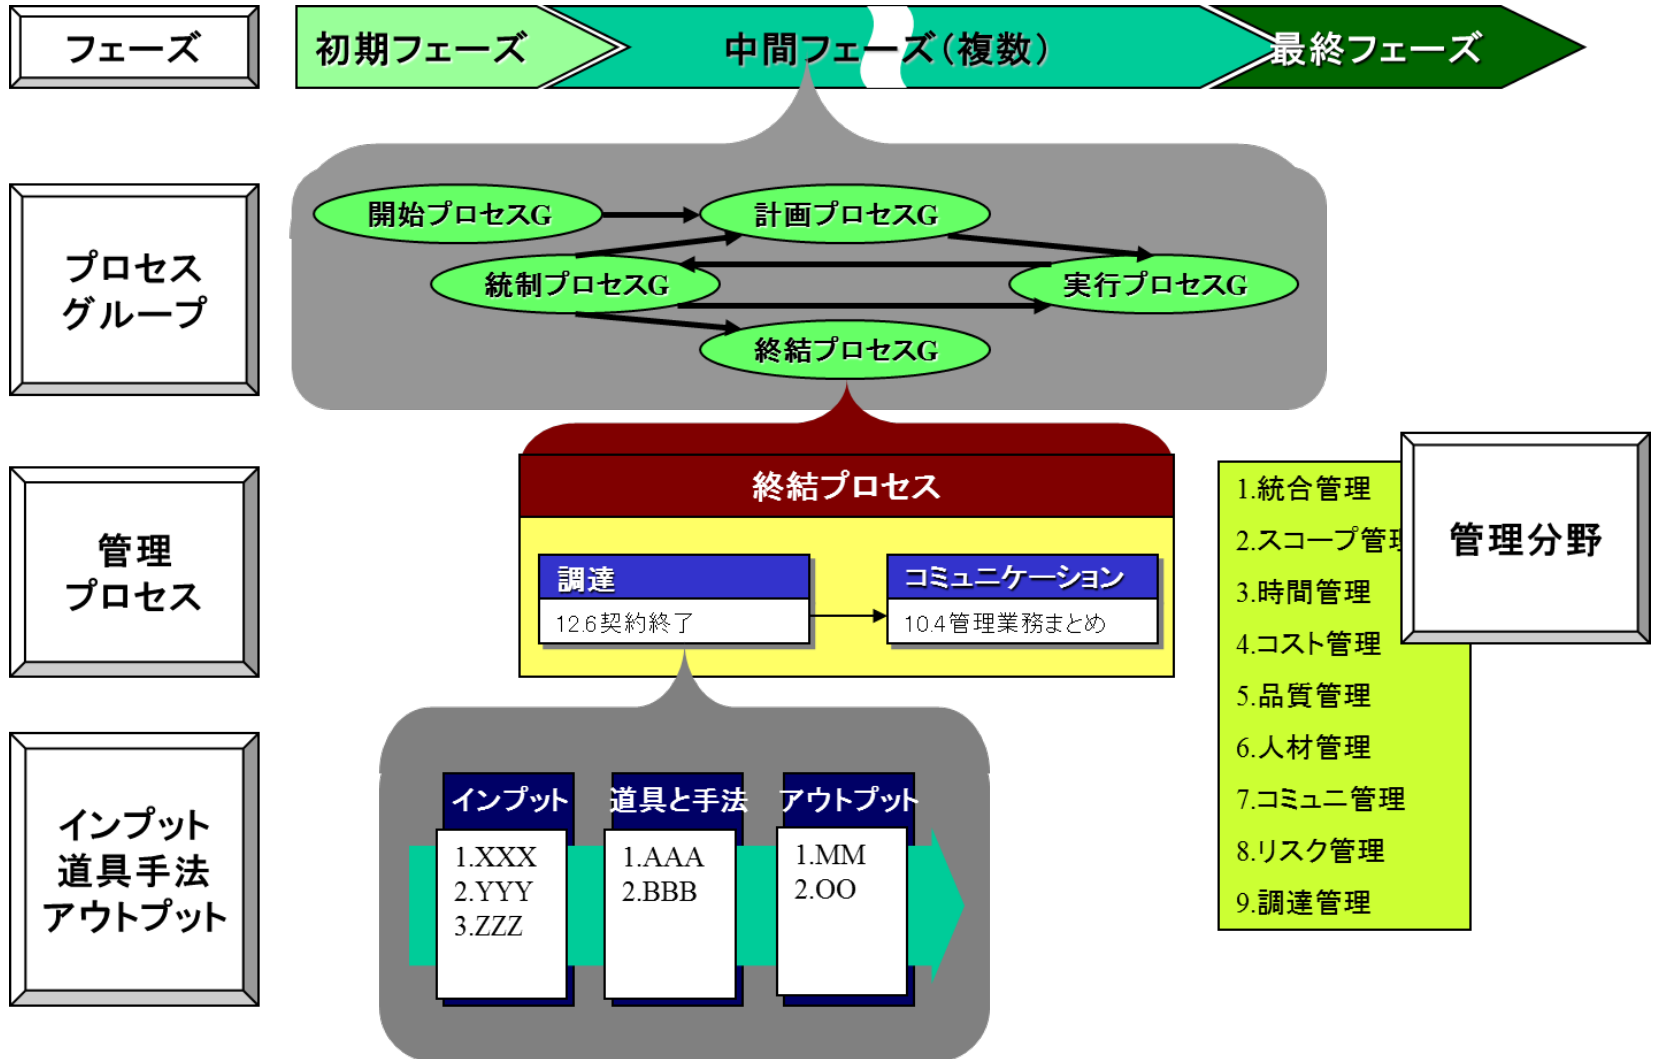 フェーズ
初期フェーズ
中間フェーズ(複数)
最終フェーズ
プロセス
グループ
開始プロセスG
計画プロセスG
統制プロセスG
実行プロセスG
終結プロセスG
管理
プロセス
終結プロセス
調達
12.6契約終了
コミュニケーション
10.4管理業務まとめ
管理分野
1.統合管理
2.スコープ管理
3.時間管理
4.コスト管理
5.品質管理
6.人材管理
7.コミュニ管理
8.リスク管理
9.調達管理
インプット
道具手法
アウトプット
インプット
1.XXX
2.YYY
3.ZZZ
道具と手法
1.AAA
2.BBB
アウトプット
1.MM
2.OO